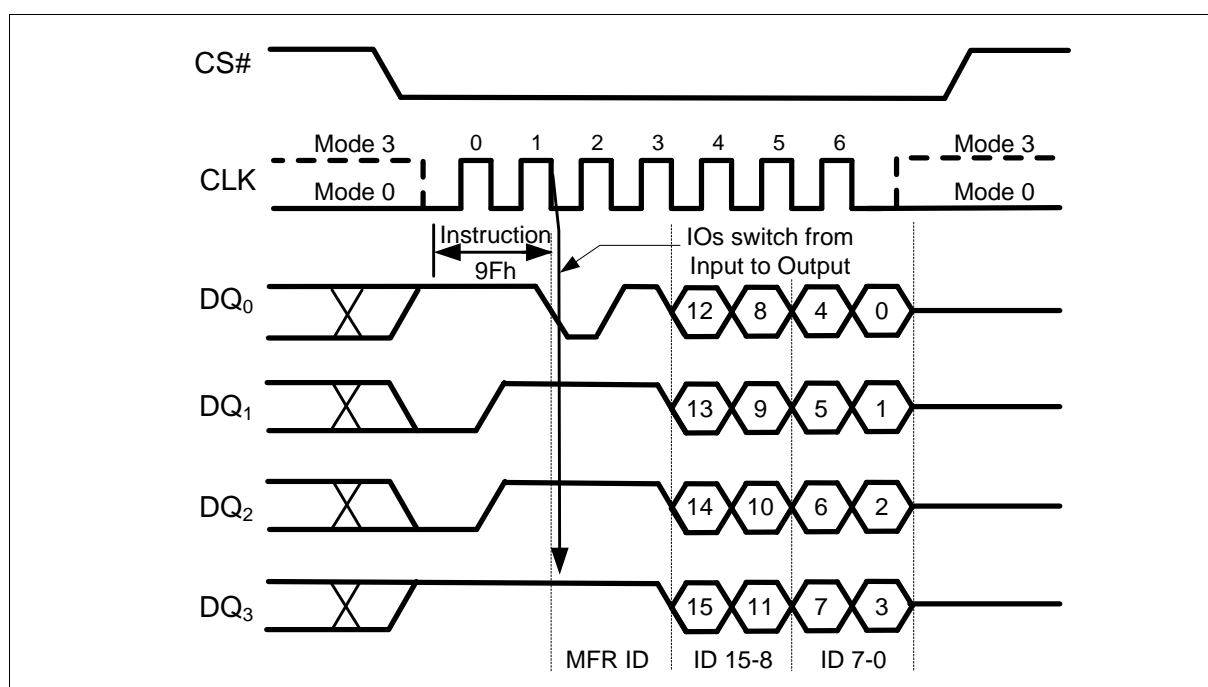 CS#
Mode 3 0 1 2 3 4 5 6 Mode 3
CLK
Mode 0 Mode 0
Instruction IOs switch from
9Fh Input to Output
DQ0 12 8 4 0
DQ1 13 9 5 1
DQ2 14 10 6 2
DQ3 15 11 7 3
MFR ID ID 15-8 ID 7-0